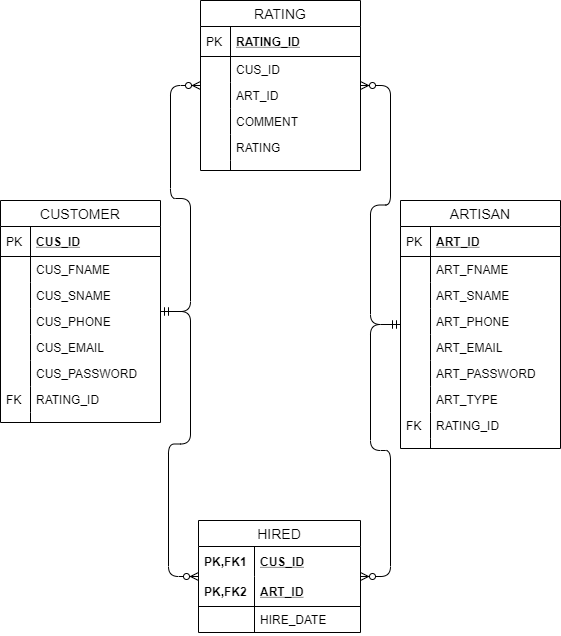 RATING
PK RATING_ID
CUS_ID
ART_ID
COMMENT
RATING
CUSTOMER
PK CUS_ID
CUS_FNAME
CUS_SNAME
CUS_PHONE
CUS_EMAIL
CUS_PASSWORD
FK RATING_ID
ARTISAN
PK ART_ID
ART_FNAME
ART_SNAME
ART_PHONE
ART_EMAIL
ART_PASSWORD
ART_TYPE
FK RATING_ID
HIRED
PK,FK1 CUS_ID
PK,FK2 ART_ID
HIRE_DATE